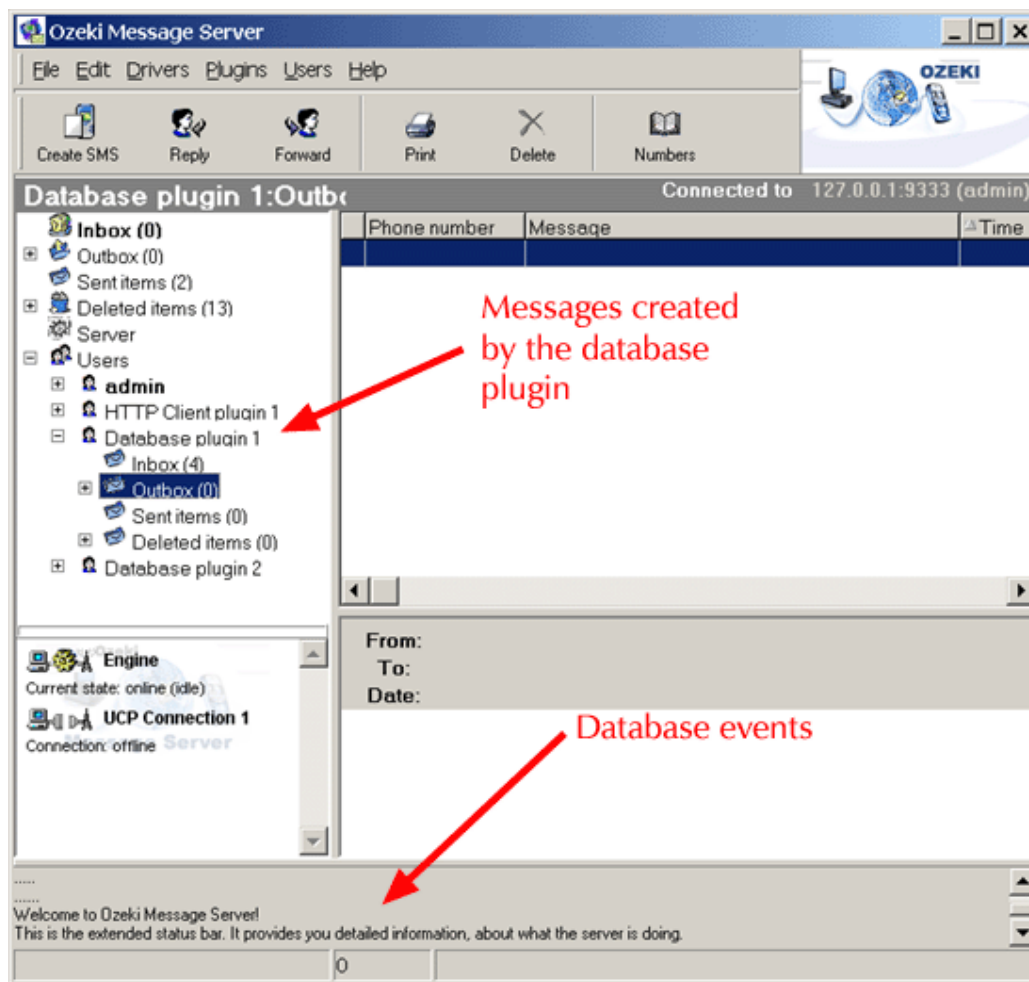 Ozeki Message Server
File Edit Drivers Plugins Users Help
OZEKI
Create SMS Reply Forward Print Delete Numbers
Database plugin 1:Outb
Connected to 127.0.0.1:9333 (admin)
Inbox (0)
Outbox (0)
Sent items (2)
Deleted items (13)
Server
Users
admin
HTTP Client plugin 1
Database plugin 1
Inbox (4)
Outbox (0)
Sent items (0)
Deleted items (0)
Database plugin 2
Phone number Message Time
Messages created
by the database
plugin
Engine
Current state: online (idle)
UCP Connection 1
Connection: offline
Ozeki
Message Server
From:
To:
Date:
Database events
.....
......
Welcome to Ozeki Message Server!
This is the extended status bar. It provides you detailed information, about what the server is doing.
0